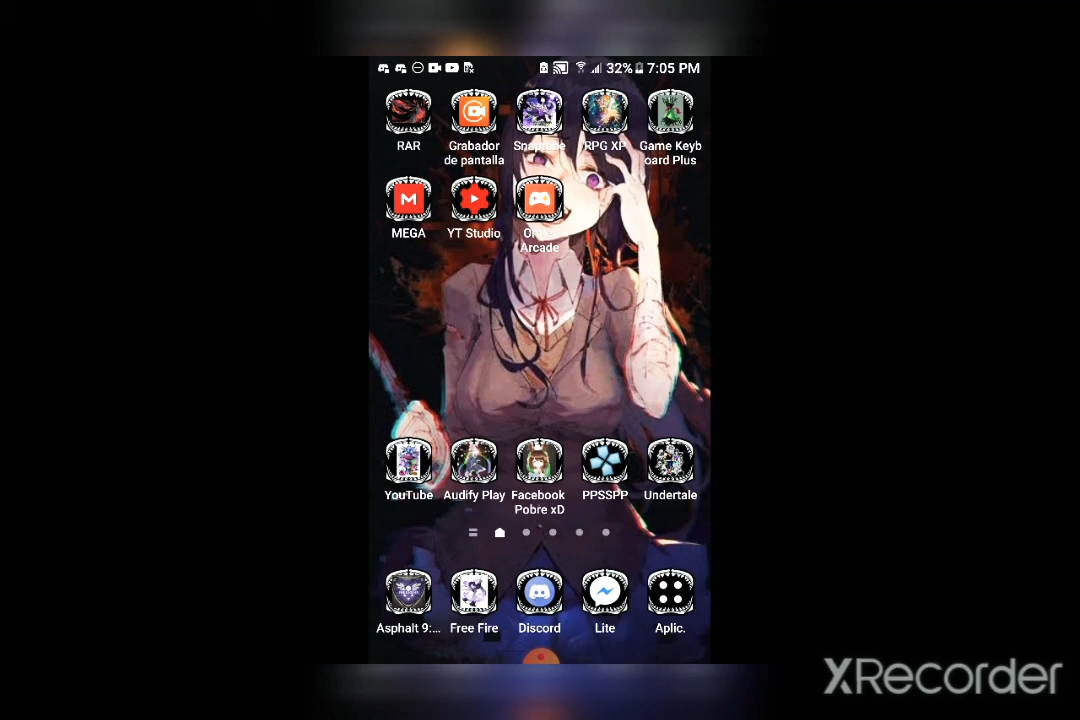 32% 7:05 PM
RAR
Grabador
de pantalla
Snaptube
RPG XP
Game Keyb
oard Plus
MEGA
YT Studio
Arcade
YouTube
Audify Play
Facebook
Pobre xD
PPSSPP
Undertale
Asphalt 9:...
Free Fire
Discord
Lite
Aplic.
XRecorder